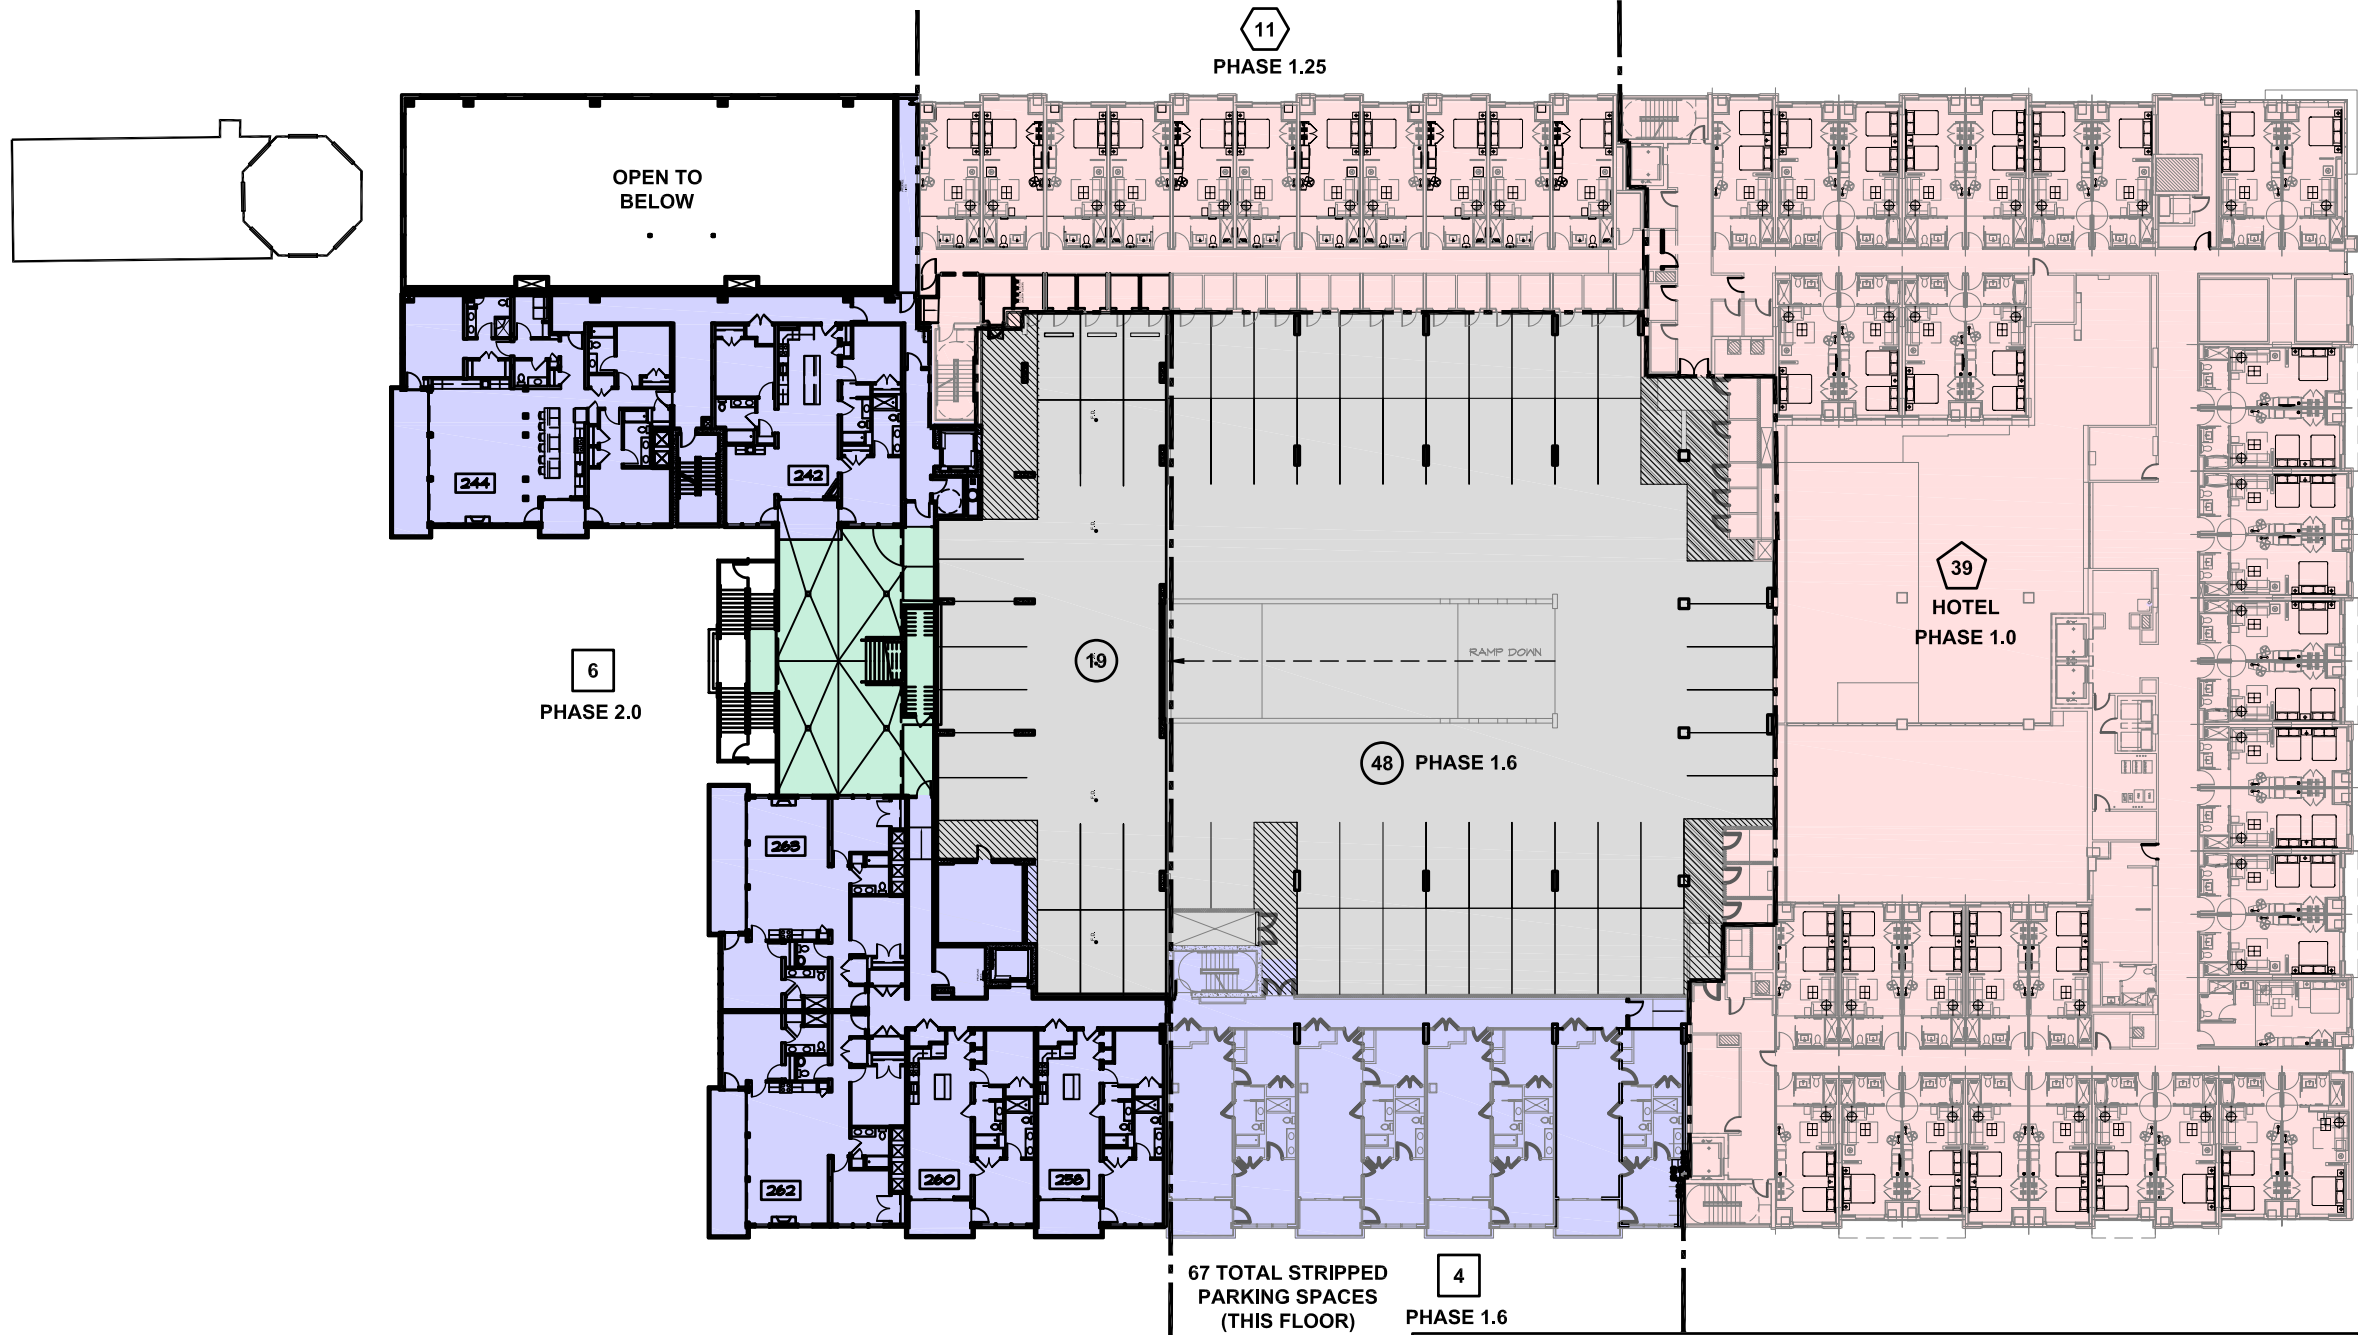 11
PHASE 1.25
OPEN TO
BELOW
244
242
39
HOTEL
PHASE 1.0
6
PHASE 2.0
19
RAMP DOWN
48 PHASE 1.6
263
262
260
258
67 TOTAL STRIPPED
PARKING SPACES
(THIS FLOOR)
4
PHASE 1.6